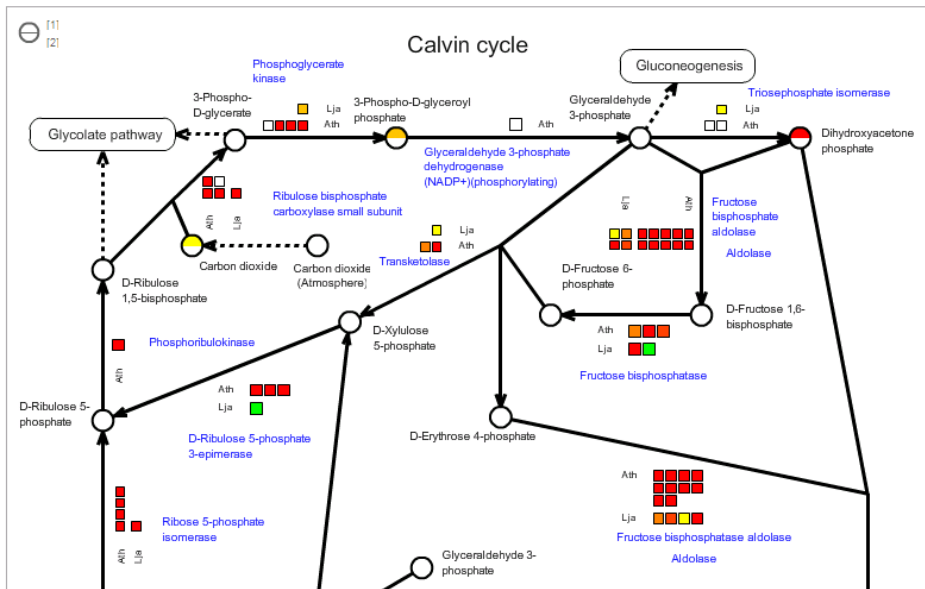 [1]
[2]
Calvin cycle
Phosphoglycerate
kinase
Gluconeogenesis
3-Phospho-
D-glycerate
Lja
Ath
3-Phospho-D-glyceroyl
phosphate
Ath
Glyceraldehyde
3-phosphate
Triosephosphate isomerase
Lja
Ath
Glycolate pathway
Dihydroxyacetone
phosphate
Glyceraldehyde 3-phosphate
dehydrogenase
(NADP+)(phosphorylating)
Ribulose bisphosphate
carboxylase small subunit
Ath
Lja
Lja
Ath
Fructose
bisphosphate
aldolase
Aldolase
Lja
Ath
Transketolase
Carbon dioxide
Carbon dioxide
(Atmosphere)
D-Ribulose
1,5-bisphosphate
D-Fructose 6-
phosphate
D-Fructose 1,6-
bisphosphate
D-Xylulose
5-phosphate
Ath
Lja
Fructose bisphosphatase
Phosphoribulokinase
Ath
Ath
Lja
D-Ribulose 5-
phosphate
D-Ribulose 5-phosphate
3-epimerase
D-Erythrose 4-phosphate
Ath
Lja
Fructose bisphosphatase aldolase
Aldolase
Ribose 5-phosphate
isomerase
Ath
Lja
Glyceraldehyde 3-
phosphate